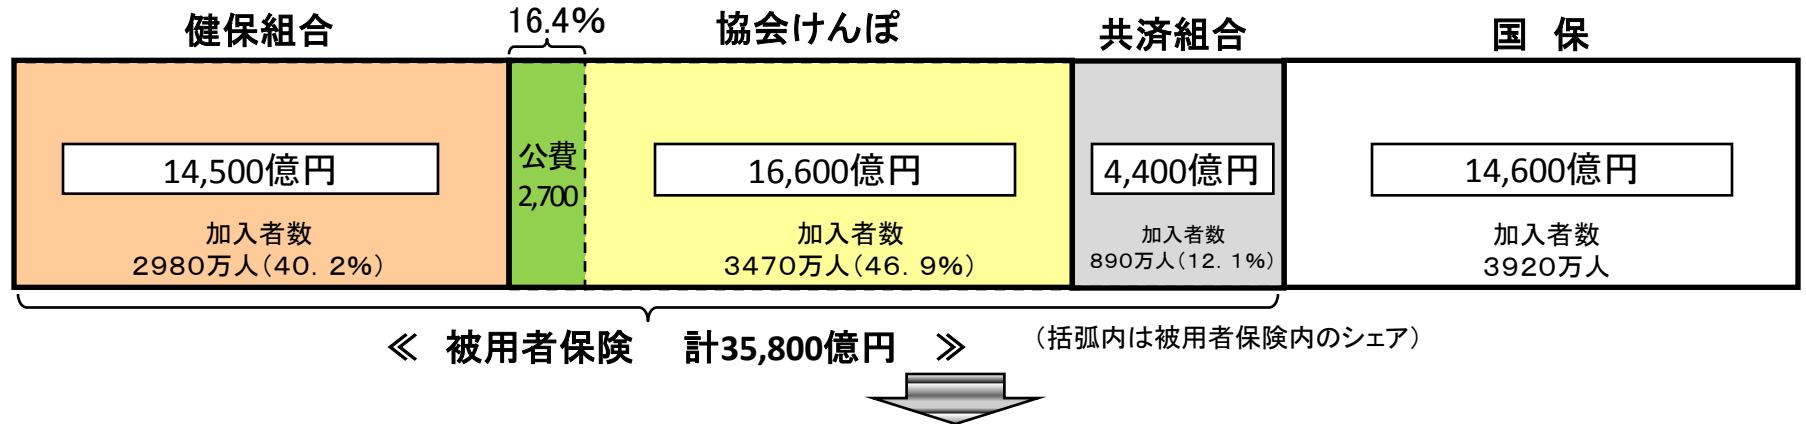 健保組合
16.4%
協会けんぽ
共済組合
国 保
14,500億円
加入者数
2980万人(40．2%)
公費
2,700
16,600億円
加入者数
3470万人(46．9%)
4,400億円
加入者数
890万人(12．1%)
14,600億円
加入者数
3920万人
≪ 被用者保険 計35,800億円 ≫
(括弧内は被用者保険内のシェア)